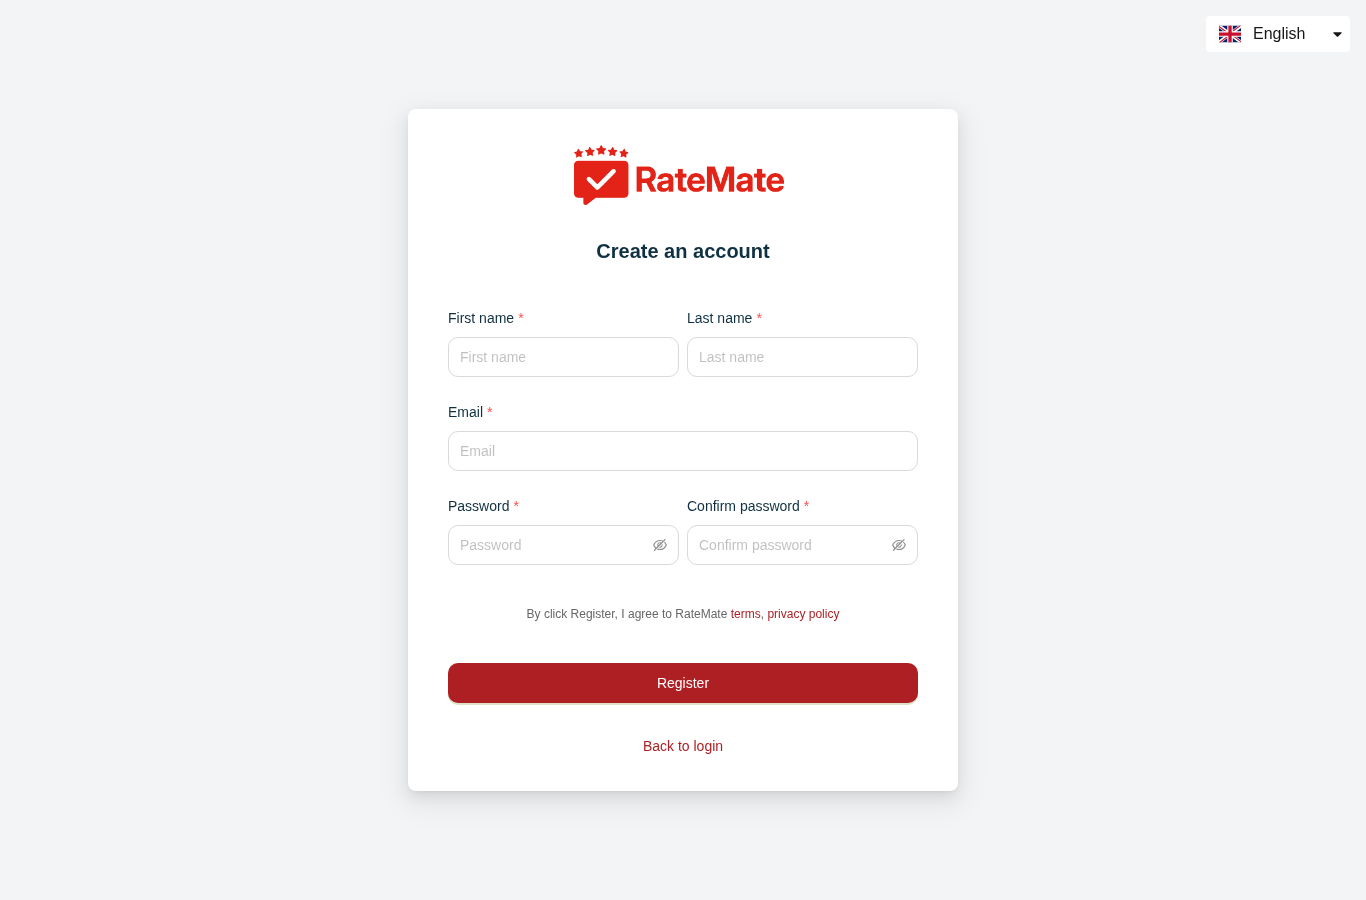 English
RateMate
Create an account
First name * Last name *
First name Last name
Email *
Email
Password * Confirm password *
Password Confirm password
By click Register, I agree to RateMate terms, privacy policy
Register
Back to login